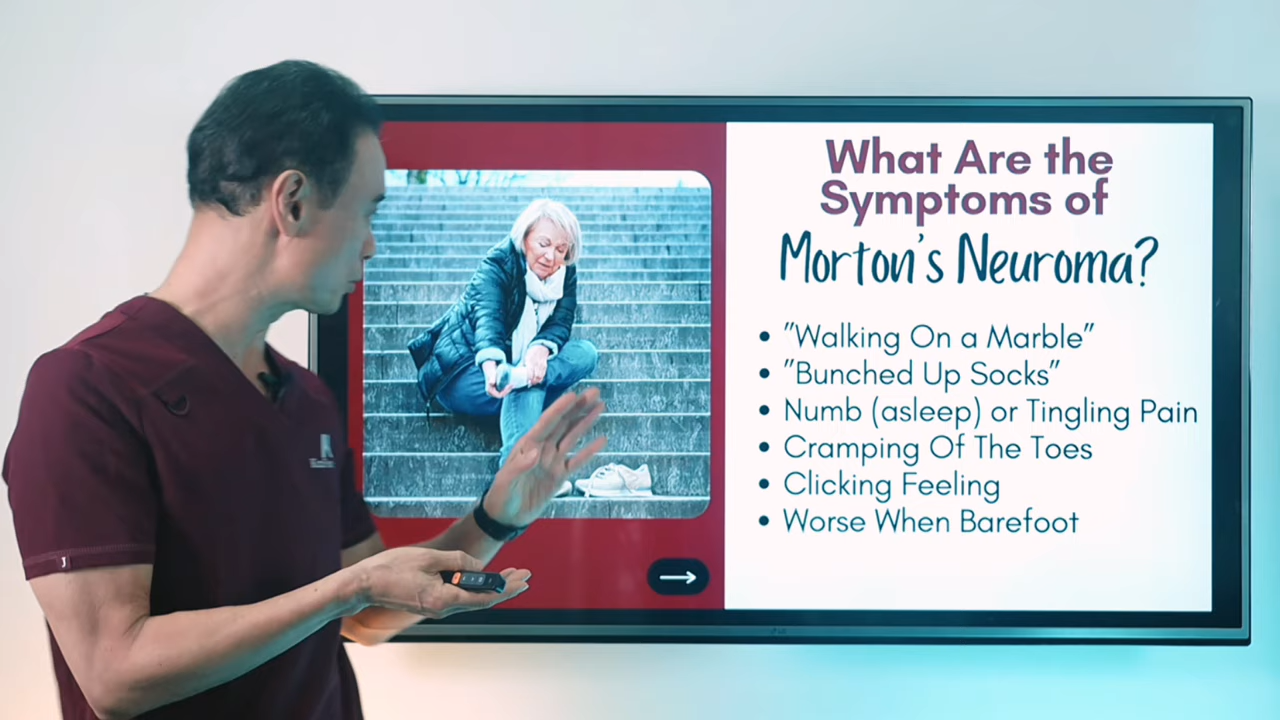 What Are the
Symptoms of
Morton's Neuroma?
• "Walking On a Marble"
• "Bunched Up Socks"
• Numb (asleep) or Tingling Pain
• Cramping Of The Toes
• Clicking Feeling
• Worse When Barefoot